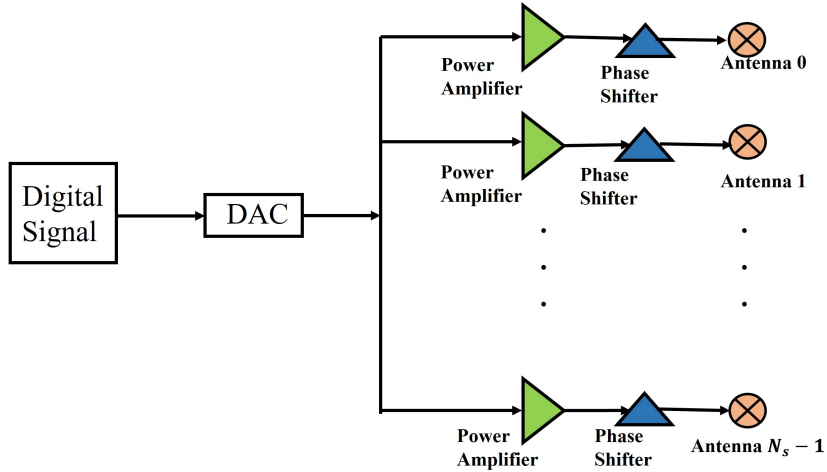 Power
Amplifier
Phase
Shifter
Antenna 0
Power
Amplifier
Phase
Shifter
Antenna 1
Digital
Signal
DAC
Power
Amplifier
Phase
Shifter
Antenna $N_s - 1$